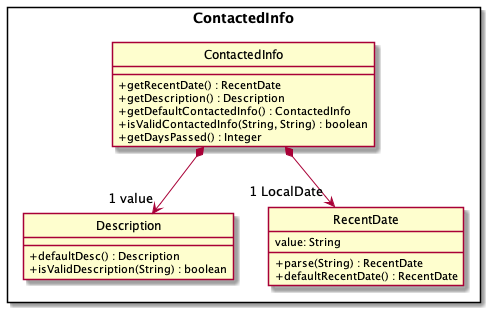 ContactedInfo
ContactedInfo
+getRecentDate() : RecentDate
+getDescription() : Description
+getDefaultContactedInfo() : ContactedInfo
+isValidContactedInfo(String, String) : boolean
+getDaysPassed() : Integer
1 value
1 LocalDate
Description
+defaultDesc() : Description
+isValidDescription(String) : boolean
RecentDate
value: String
+parse(String) : RecentDate
+defaultRecentDate() : RecentDate